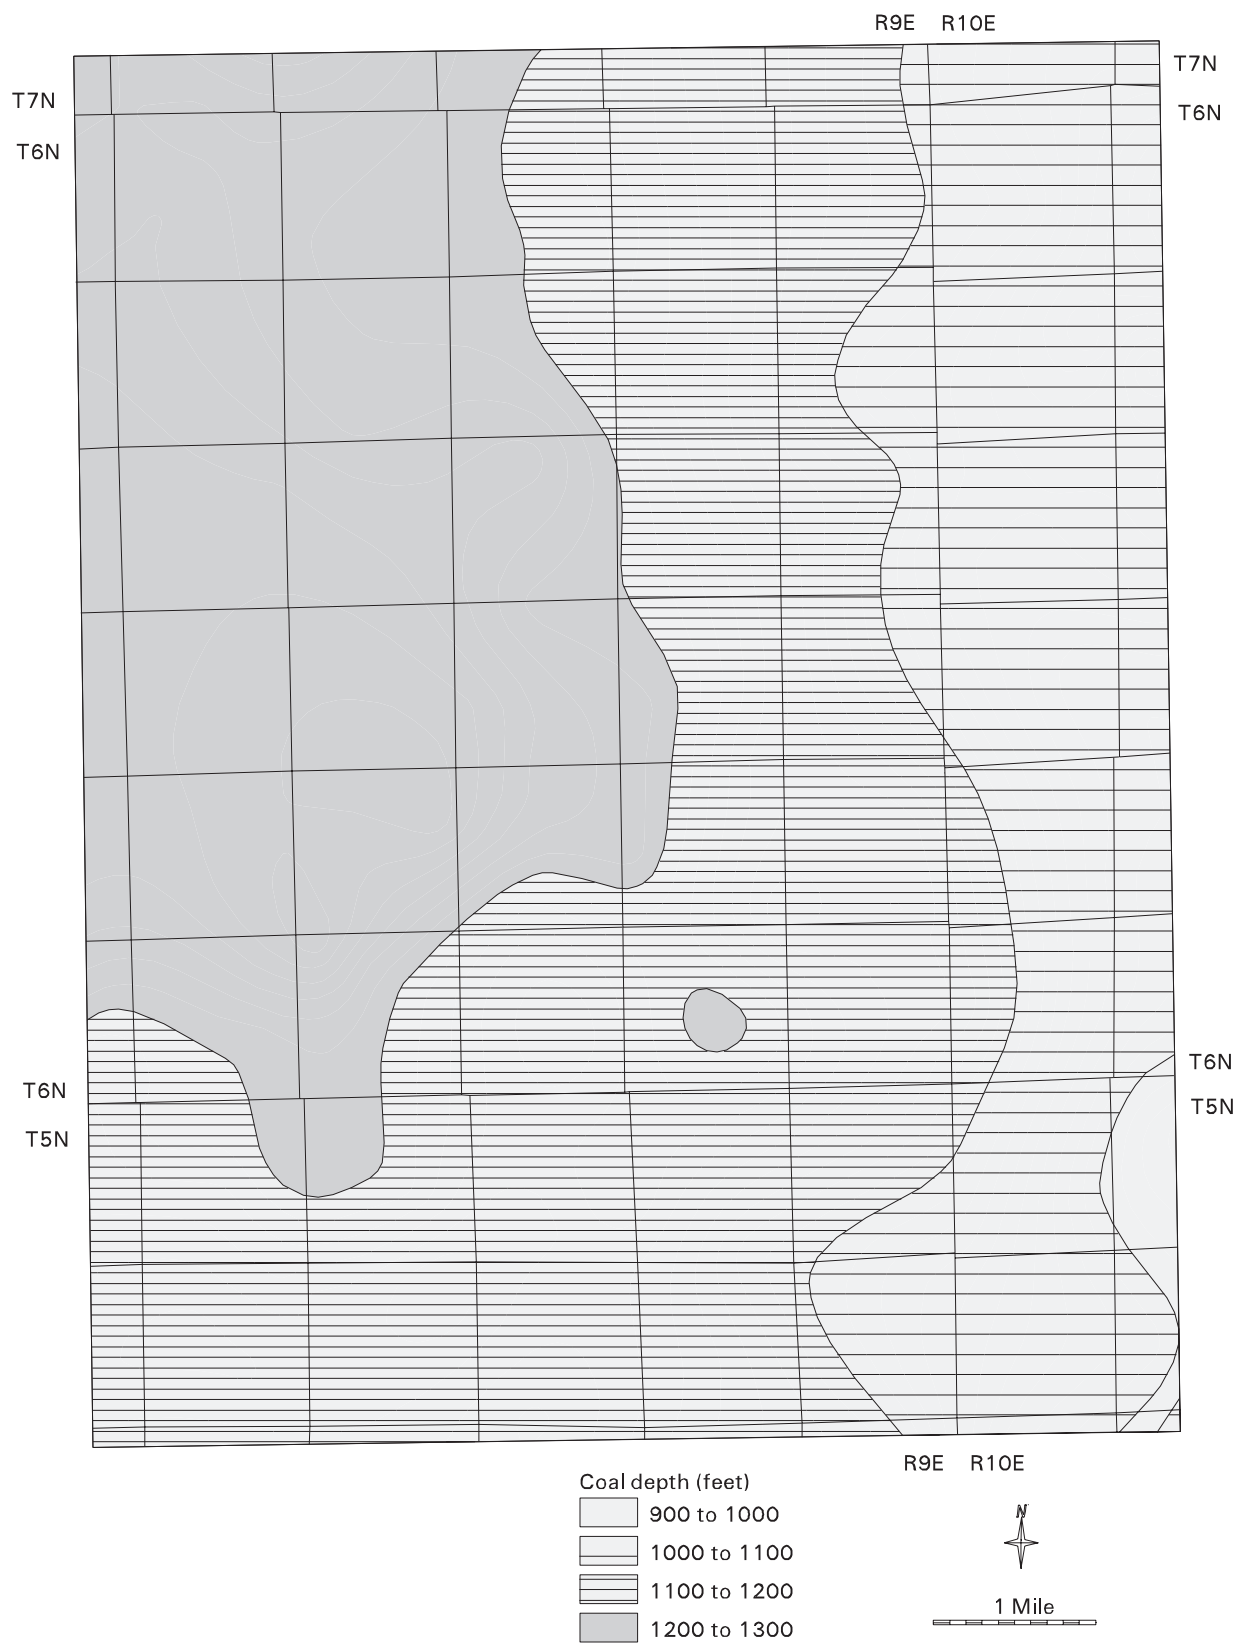 R9E R10E
T7N
T7N
T6N
T6N
T6N
T6N
T5N
T5N
R9E R10E
Coal depth (feet)
900 to 1000
1000 to 1100
1100 to 1200
1200 to 1300
N
1 Mile